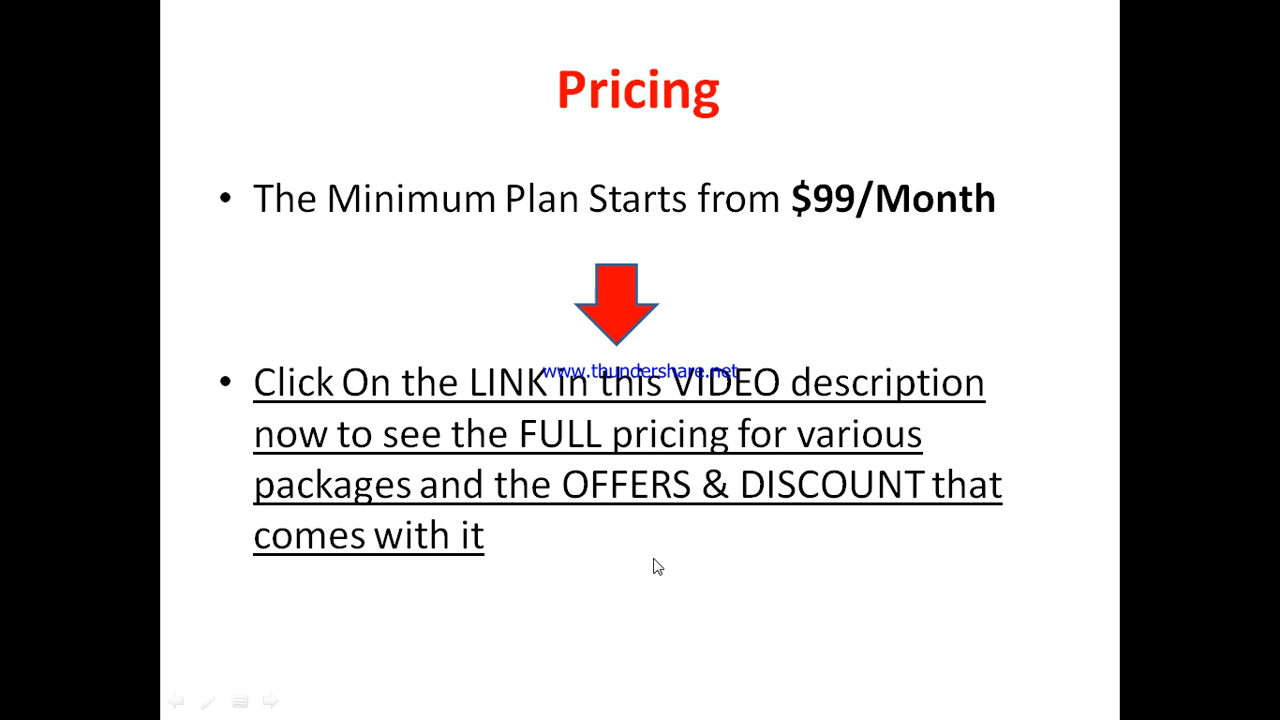 Pricing
• The Minimum Plan Starts from $99/Month
www.thundershare.net
• Click On the LINK in this VIDEO description
now to see the FULL pricing for various
packages and the OFFERS & DISCOUNT that
comes with it